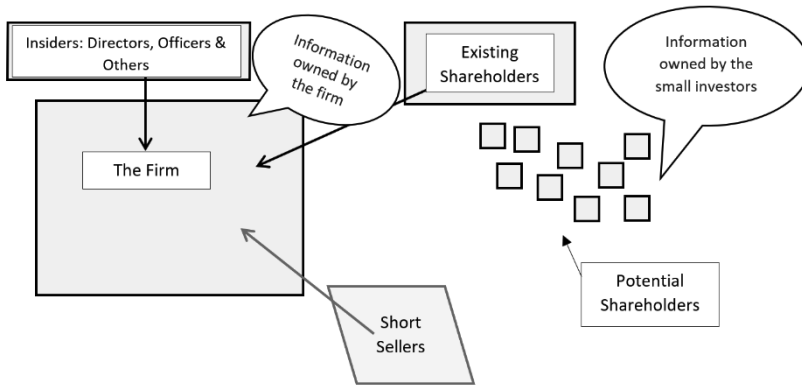 Insiders: Directors, Officers &
Others
Information
owned by
the firm
Existing
Shareholders
Information
owned by the
small investors
The Firm
Potential
Shareholders
Short
Sellers